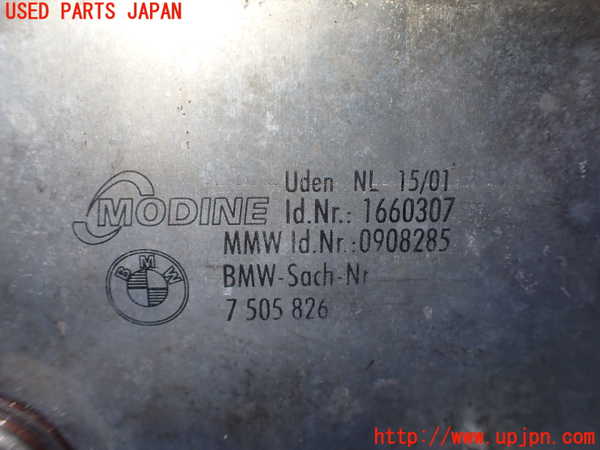 USED PARTS JAPAN
Uden NL 15/01
MODINE Id.Nr.: 1660307
MMW Id.Nr.:0908285
BMW
BMW-Sach-Nr
7 505 826
http://www.upjpn.com/